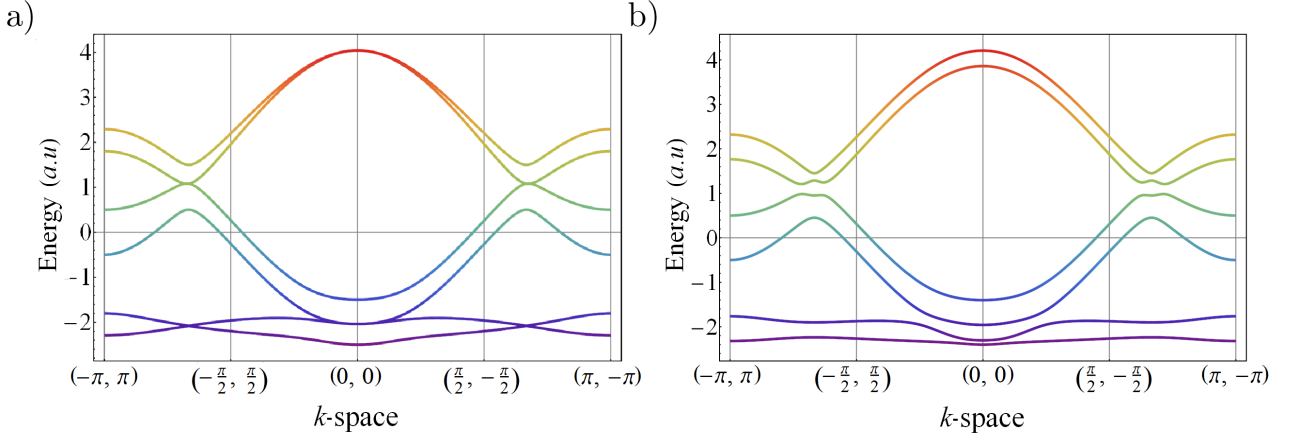 a)
Energy (a.u)
4
3
2
1
0
-1
-2
(−π, π)
(−π/2, π/2)
(0, 0)
(π/2, −π/2)
(π, −π)
k-space
b)
Energy (a.u)
4
3
2
1
0
−1
−2
(−π, π)
(−π/2, π/2)
(0, 0)
(π/2, −π/2)
(π, −π)
k-space